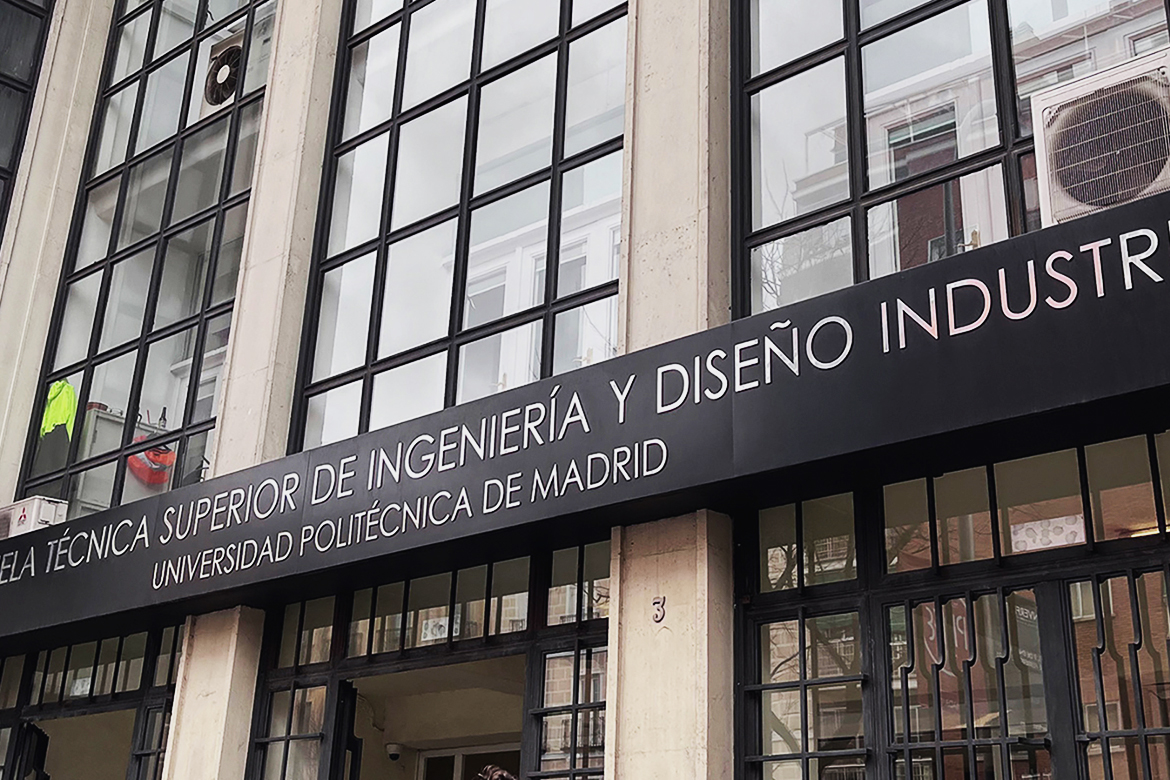 ELA TÉCNICA SUPERIOR DE INGENIERÍA Y DISEÑO INDUSTR
UNIVERSIDAD POLITÉCNICA DE MADRID
3